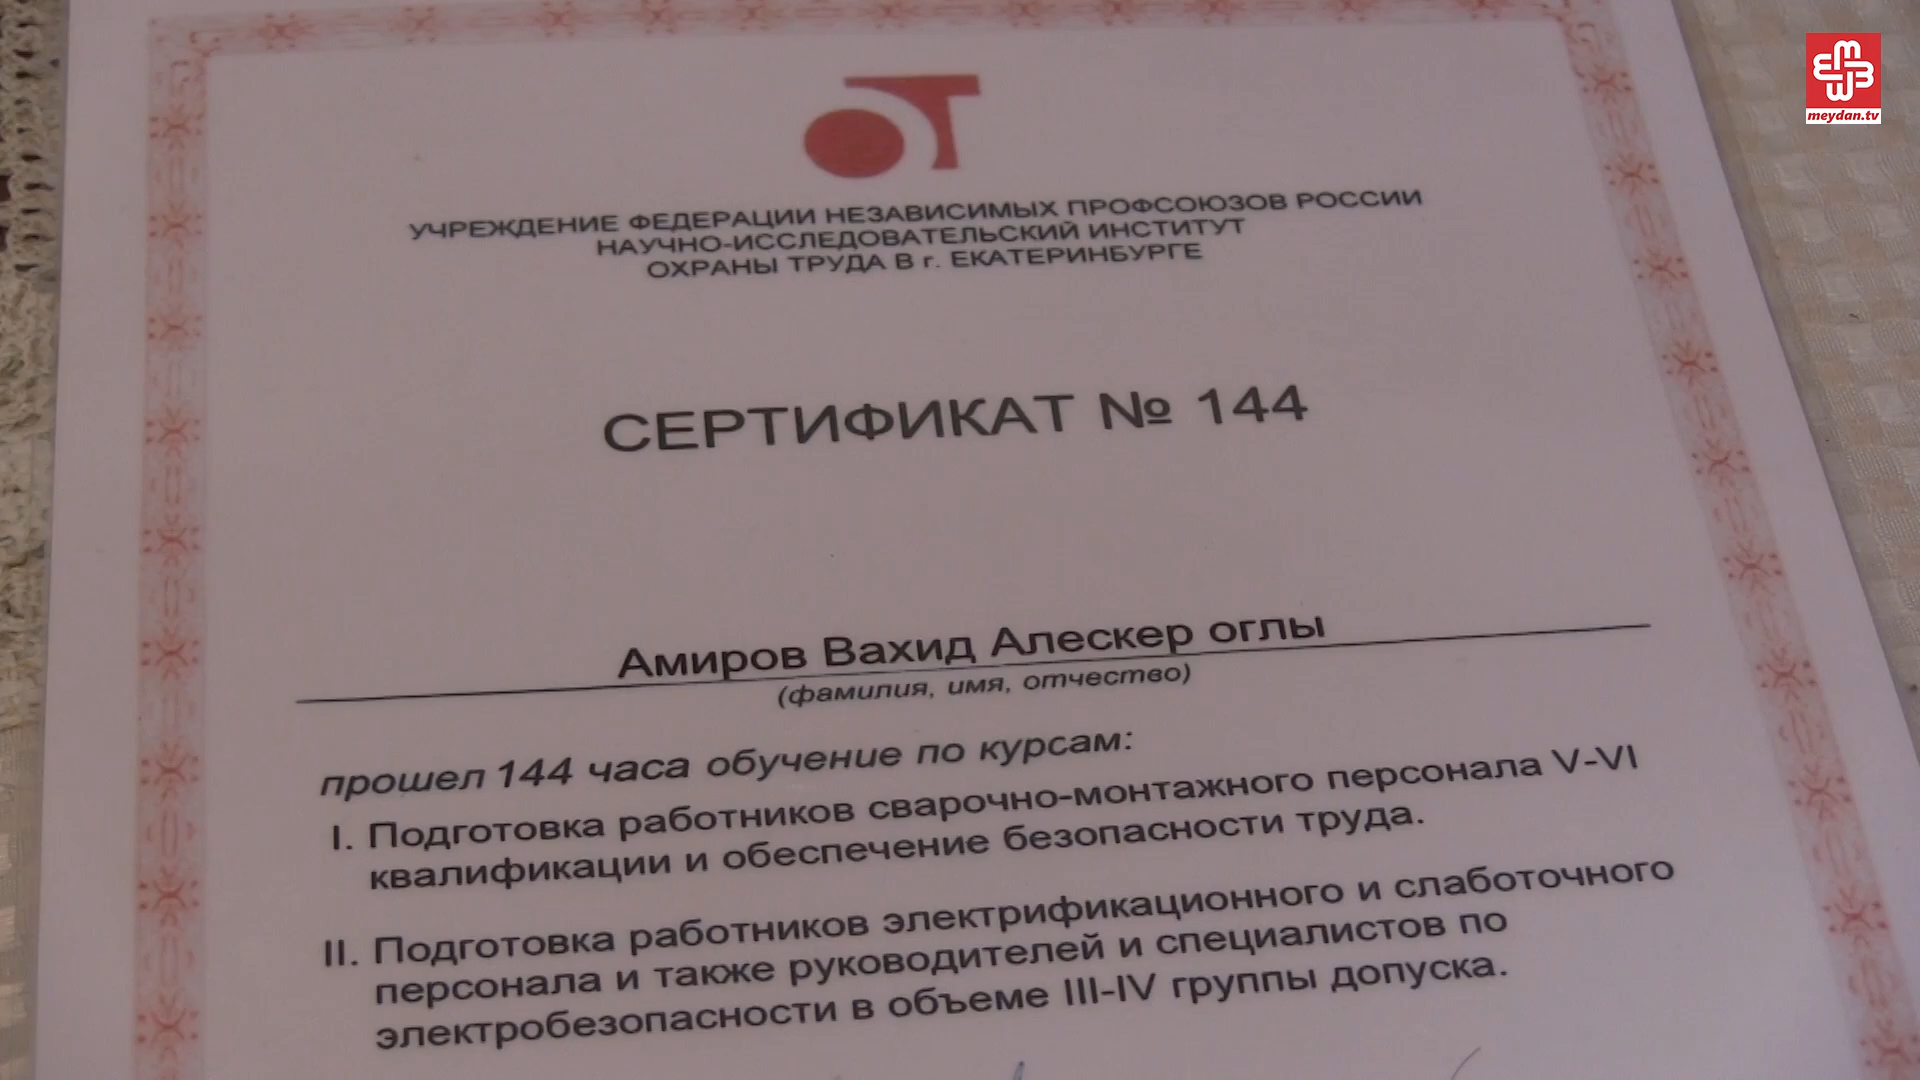 meydan.tv
ОТ
УЧРЕЖДЕНИЕ ФЕДЕРАЦИИ НЕЗАВИСИМЫХ ПРОФСОЮЗОВ РОССИИ
НАУЧНО-ИССЛЕДОВАТЕЛЬСКИЙ ИНСТИТУТ
ОХРАНЫ ТРУДА В г. ЕКАТЕРИНБУРГЕ
СЕРТИФИКАТ № 144
Амиров Вахид Алескер оглы
(фамилия, имя, отчество)
прошел 144 часа обучение по курсам:
I. Подготовка работников сварочно-монтажного персонала V-VI
квалификации и обеспечение безопасности труда.
II. Подготовка работников электрификационного и слаботочного
персонала и также руководителей и специалистов по
электробезопасности в объеме III-IV группы допуска.